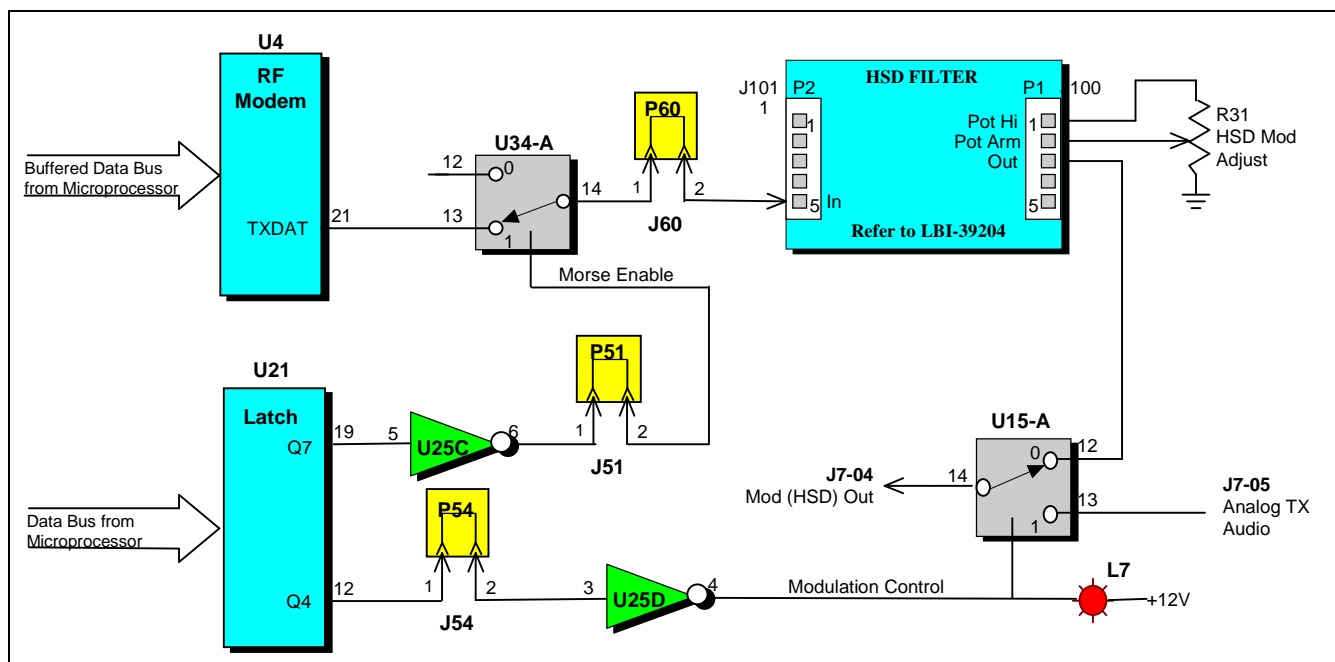 U4
RF
Modem
TXDAT
21
Buffered Data Bus
from Microprocessor
U34-A
12
0
13
1
14
P60
1
2
J60
HSD FILTER
J101
1
P2
1
5
In
P1
100
Pot Hi
Pot Arm
Out
1
5
Refer to LBI-39204
R31
HSD Mod
Adjust
Morse Enable
U21
Latch
Q7
19
5
U25C
6
P51
1
2
J51
Data Bus from
Microprocessor
Q4
12
P54
1
2
J54
3
U25D
4
Modulation Control
U15-A
0
12
14
13
1
J7-04
Mod (HSD) Out
J7-05
Analog TX
Audio
L7
+12V